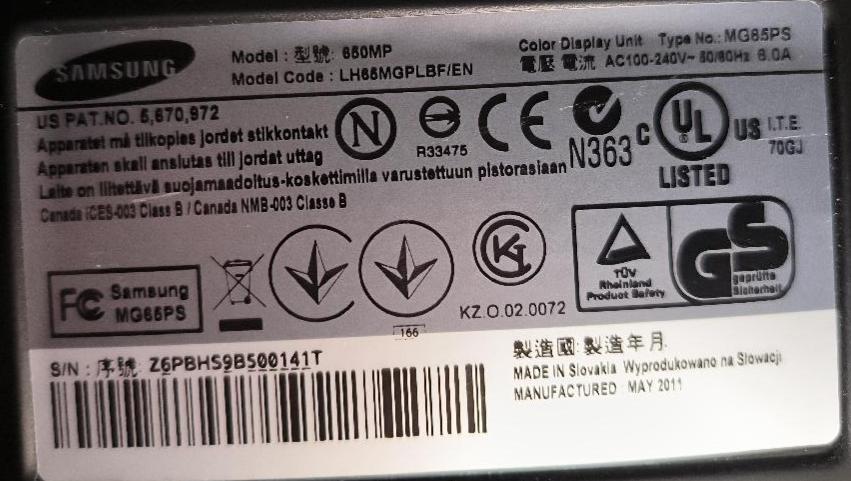 SAMSUNG
Model : 型號: 650MP
Model Code : LH65MGPLBF/EN
Color Display Unit Type No.: MG65PS
電壓 電流 AC100-240V~ 50/60Hz 6.0A
US PAT.NO. 5,670,972
Apparatet må tilkoples jordet stikkontakt
Apparaten skall anslutas till jordat uttag
Laite on liitettävä suojamaadoitus-koskettimilla varustettuun pistorasiaan
Canada ICES-003 Class B / Canada NMB-003 Classe B
N
R33475
CE
N363
C UL US
®
LISTED
I.T.E.
70GJ
FC Samsung
MG65PS
166
KZ.O.02.0072
TÜV
Rheinland
Product Safety
GS
geprüfte
Sicherheit
S/N : 序號: Z6PBHS9B500141T
製造國: 製造年月
MADE IN Slovakia Wyprodukowano na Słowacji
MANUFACTURED : MAY 2011